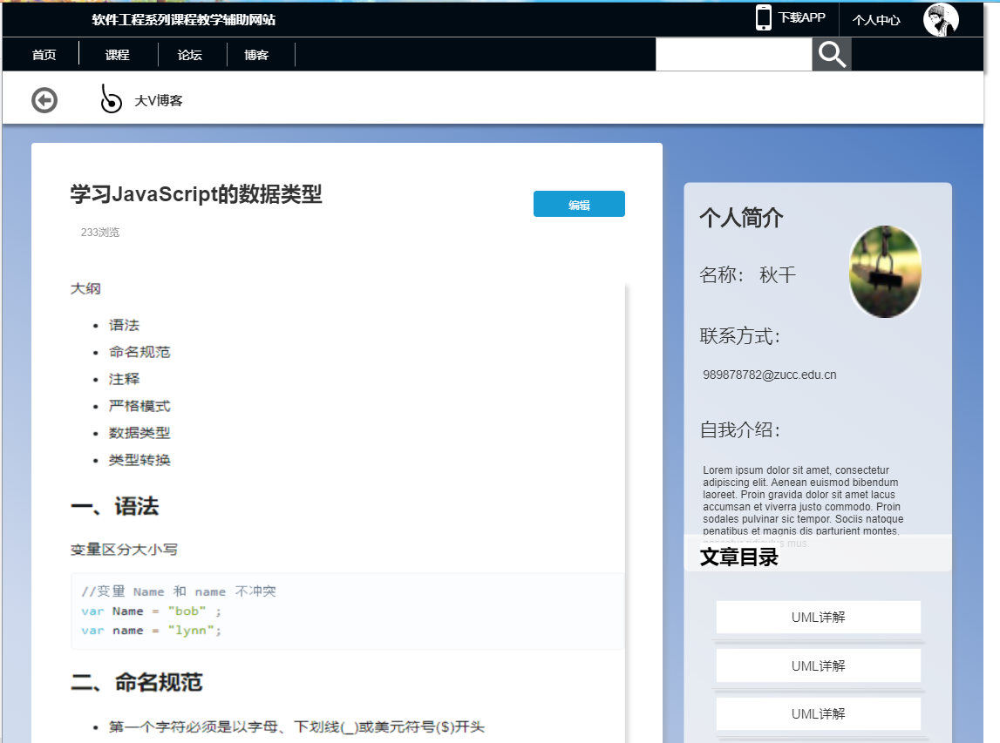 软件工程系列课程教学辅助网站
下载APP
个人中心
首页
课程
论坛
博客
大V博客
学习JavaScript的数据类型
编辑
233浏览
大纲
语法
命名规范
注释
严格模式
数据类型
类型转换
一、语法
变量区分大小写
//变量 Name 和 name 不冲突
var Name = "bob" ;
var name = "lynn";
二、命名规范
第一个字符必须是以字母、下划线(_)或美元符号($)开头
个人简介
名称： 秋千
联系方式：
989878782@zucc.edu.cn
自我介绍：
Lorem ipsum dolor sit amet, consectetur
adipiscing elit. Aenean euismod bibendum
laoreet. Proin gravida dolor sit amet lacus
accumsan et viverra justo commodo. Proin
sodales pulvinar sic tempor. Sociis natoque
penatibus et magnis dis parturient montes,
mus.
文章目录
UML详解
UML详解
UML详解